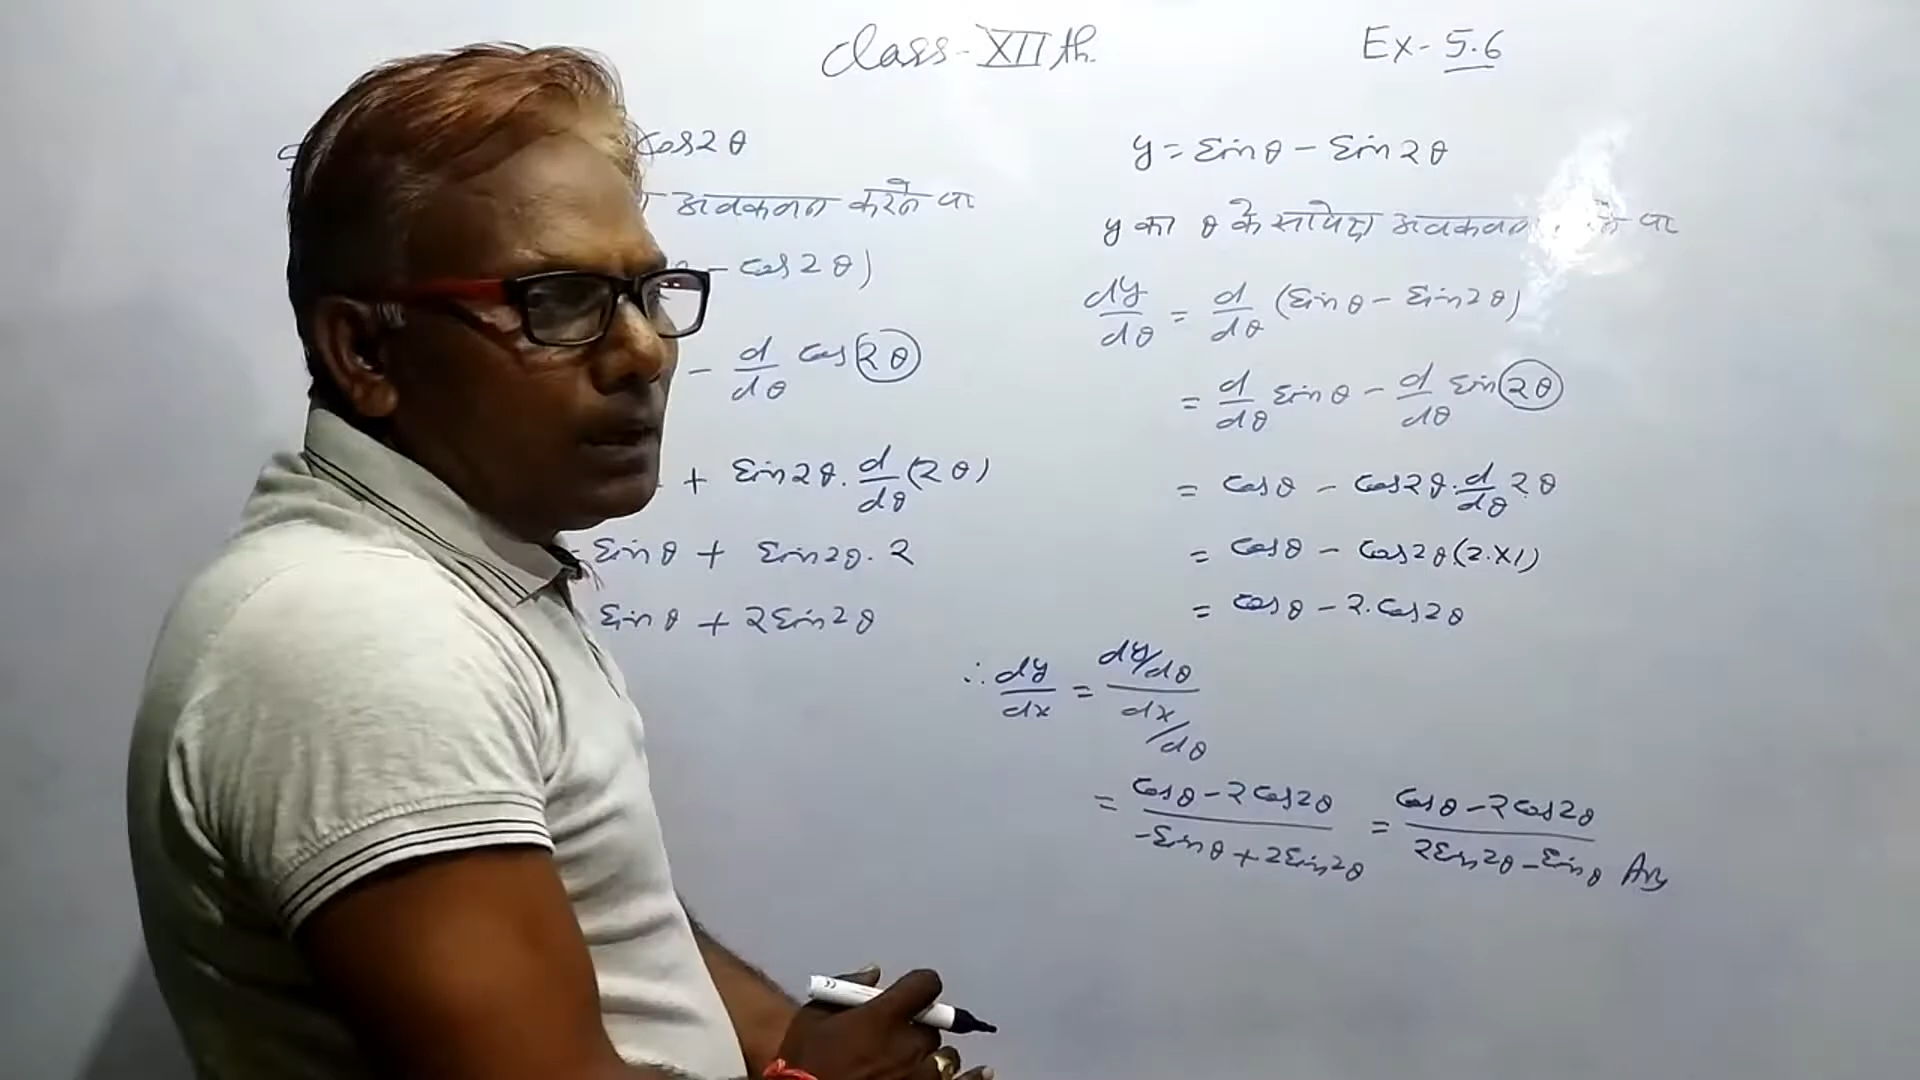 Class-XIIth
Ex-5.6
cos2θ
अवकलन करने पर
- cos2θ)
- d/dθ cos(2θ)
+ sin2θ. d/dθ (2θ)
-sinθ + sin2θ. 2
sinθ + 2sin2θ
y = sinθ - sin2θ
y का θ के सापेक्ष अवकलन पर
dy/dθ = d/dθ (sinθ - sin2θ)
= d/dθ sinθ - d/dθ sin(2θ)
= cosθ - cos2θ. d/dθ 2θ
= cosθ - cos2θ(2.x1)
= cosθ - 2.cos2θ
∴ dy/dx = dy/dθ / dx/dθ
= cosθ - 2cos2θ / -sinθ + 2sin2θ = cosθ - 2cos2θ / 2sin2θ - sinθ Ans